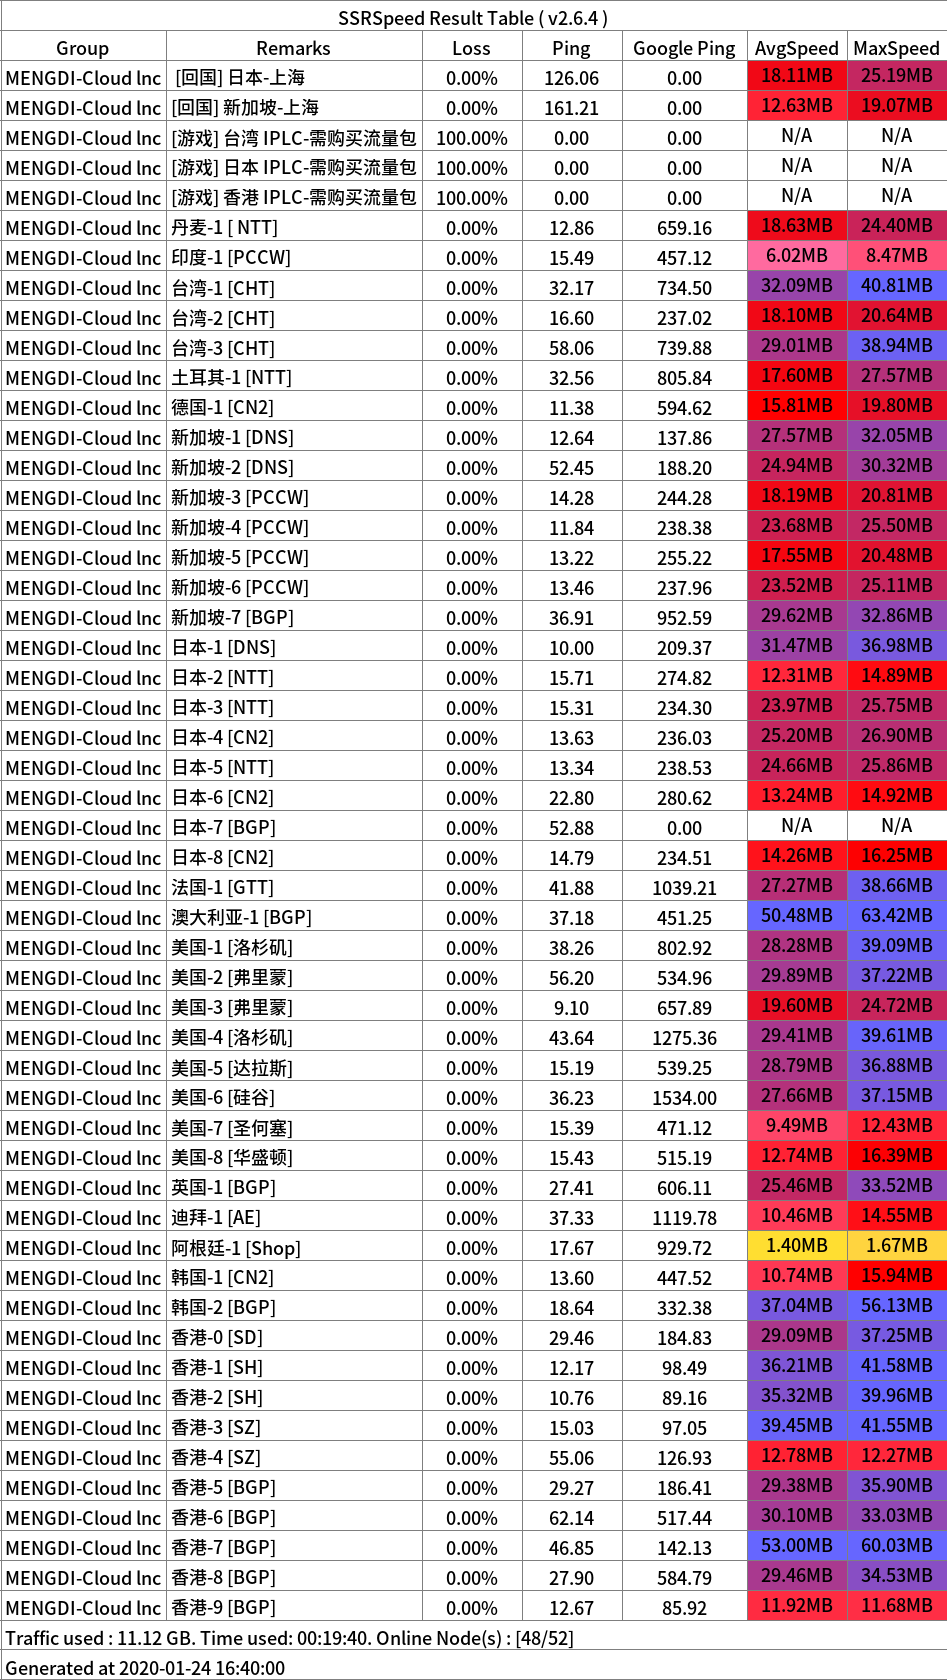 SSRSpeed Result Table ( v2.6.4 )
Group Remarks Loss Ping Google Ping AvgSpeed MaxSpeed
MENGDI-Cloud lnc [回国] 日本-上海 0.00% 126.06 0.00 18.11MB 25.19MB
MENGDI-Cloud lnc [回国] 新加坡-上海 0.00% 161.21 0.00 12.63MB 19.07MB
MENGDI-Cloud lnc [游戏] 台湾 IPLC-需购买流量包 100.00% 0.00 0.00 N/A N/A
MENGDI-Cloud lnc [游戏] 日本 IPLC-需购买流量包 100.00% 0.00 0.00 N/A N/A
MENGDI-Cloud lnc [游戏] 香港 IPLC-需购买流量包 100.00% 0.00 0.00 N/A N/A
MENGDI-Cloud lnc 丹麦-1 [ NTT] 0.00% 12.86 659.16 18.63MB 24.40MB
MENGDI-Cloud lnc 印度-1 [PCCW] 0.00% 15.49 457.12 6.02MB 8.47MB
MENGDI-Cloud lnc 台湾-1 [CHT] 0.00% 32.17 734.50 32.09MB 40.81MB
MENGDI-Cloud lnc 台湾-2 [CHT] 0.00% 16.60 237.02 18.10MB 20.64MB
MENGDI-Cloud lnc 台湾-3 [CHT] 0.00% 58.06 739.88 29.01MB 38.94MB
MENGDI-Cloud lnc 土耳其-1 [NTT] 0.00% 32.56 805.84 17.60MB 27.57MB
MENGDI-Cloud lnc 德国-1 [CN2] 0.00% 11.38 594.62 15.81MB 19.80MB
MENGDI-Cloud lnc 新加坡-1 [DNS] 0.00% 12.64 137.86 27.57MB 32.05MB
MENGDI-Cloud lnc 新加坡-2 [DNS] 0.00% 52.45 188.20 24.94MB 30.32MB
MENGDI-Cloud lnc 新加坡-3 [PCCW] 0.00% 14.28 244.28 18.19MB 20.81MB
MENGDI-Cloud lnc 新加坡-4 [PCCW] 0.00% 11.84 238.38 23.68MB 25.50MB
MENGDI-Cloud lnc 新加坡-5 [PCCW] 0.00% 13.22 255.22 17.55MB 20.48MB
MENGDI-Cloud lnc 新加坡-6 [PCCW] 0.00% 13.46 237.96 23.52MB 25.11MB
MENGDI-Cloud lnc 新加坡-7 [BGP] 0.00% 36.91 952.59 29.62MB 32.86MB
MENGDI-Cloud lnc 日本-1 [DNS] 0.00% 10.00 209.37 31.47MB 36.98MB
MENGDI-Cloud lnc 日本-2 [NTT] 0.00% 15.71 274.82 12.31MB 14.89MB
MENGDI-Cloud lnc 日本-3 [NTT] 0.00% 15.31 234.30 23.97MB 25.75MB
MENGDI-Cloud lnc 日本-4 [CN2] 0.00% 13.63 236.03 25.20MB 26.90MB
MENGDI-Cloud lnc 日本-5 [NTT] 0.00% 13.34 238.53 24.66MB 25.86MB
MENGDI-Cloud lnc 日本-6 [CN2] 0.00% 22.80 280.62 13.24MB 14.92MB
MENGDI-Cloud lnc 日本-7 [BGP] 0.00% 52.88 0.00 N/A N/A
MENGDI-Cloud lnc 日本-8 [CN2] 0.00% 14.79 234.51 14.26MB 16.25MB
MENGDI-Cloud lnc 法国-1 [GTT] 0.00% 41.88 1039.21 27.27MB 38.66MB
MENGDI-Cloud lnc 澳大利亚-1 [BGP] 0.00% 37.18 451.25 50.48MB 63.42MB
MENGDI-Cloud lnc 美国-1 [洛杉矶] 0.00% 38.26 802.92 28.28MB 39.09MB
MENGDI-Cloud lnc 美国-2 [弗里蒙] 0.00% 56.20 534.96 29.89MB 37.22MB
MENGDI-Cloud lnc 美国-3 [弗里蒙] 0.00% 9.10 657.89 19.60MB 24.72MB
MENGDI-Cloud lnc 美国-4 [洛杉矶] 0.00% 43.64 1275.36 29.41MB 39.61MB
MENGDI-Cloud lnc 美国-5 [达拉斯] 0.00% 15.19 539.25 28.79MB 36.88MB
MENGDI-Cloud lnc 美国-6 [硅谷] 0.00% 36.23 1534.00 27.66MB 37.15MB
MENGDI-Cloud lnc 美国-7 [圣何塞] 0.00% 15.39 471.12 9.49MB 12.43MB
MENGDI-Cloud lnc 美国-8 [华盛顿] 0.00% 15.43 515.19 12.74MB 16.39MB
MENGDI-Cloud lnc 英国-1 [BGP] 0.00% 27.41 606.11 25.46MB 33.52MB
MENGDI-Cloud lnc 迪拜-1 [AE] 0.00% 37.33 1119.78 10.46MB 14.55MB
MENGDI-Cloud lnc 阿根廷-1 [Shop] 0.00% 17.67 929.72 1.40MB 1.67MB
MENGDI-Cloud lnc 韩国-1 [CN2] 0.00% 13.60 447.52 10.74MB 15.94MB
MENGDI-Cloud lnc 韩国-2 [BGP] 0.00% 18.64 332.38 37.04MB 56.13MB
MENGDI-Cloud lnc 香港-0 [SD] 0.00% 29.46 184.83 29.09MB 37.25MB
MENGDI-Cloud lnc 香港-1 [SH] 0.00% 12.17 98.49 36.21MB 41.58MB
MENGDI-Cloud lnc 香港-2 [SH] 0.00% 10.76 89.16 35.32MB 39.96MB
MENGDI-Cloud lnc 香港-3 [SZ] 0.00% 15.03 97.05 39.45MB 41.55MB
MENGDI-Cloud lnc 香港-4 [SZ] 0.00% 55.06 126.93 12.78MB 12.27MB
MENGDI-Cloud lnc 香港-5 [BGP] 0.00% 29.27 186.41 29.38MB 35.90MB
MENGDI-Cloud lnc 香港-6 [BGP] 0.00% 62.14 517.44 30.10MB 33.03MB
MENGDI-Cloud lnc 香港-7 [BGP] 0.00% 46.85 142.13 53.00MB 60.03MB
MENGDI-Cloud lnc 香港-8 [BGP] 0.00% 27.90 584.79 29.46MB 34.53MB
MENGDI-Cloud lnc 香港-9 [BGP] 0.00% 12.67 85.92 11.92MB 11.68MB
Traffic used : 11.12 GB. Time used: 00:19:40. Online Node(s) : [48/52]
Generated at 2020-01-24 16:40:00